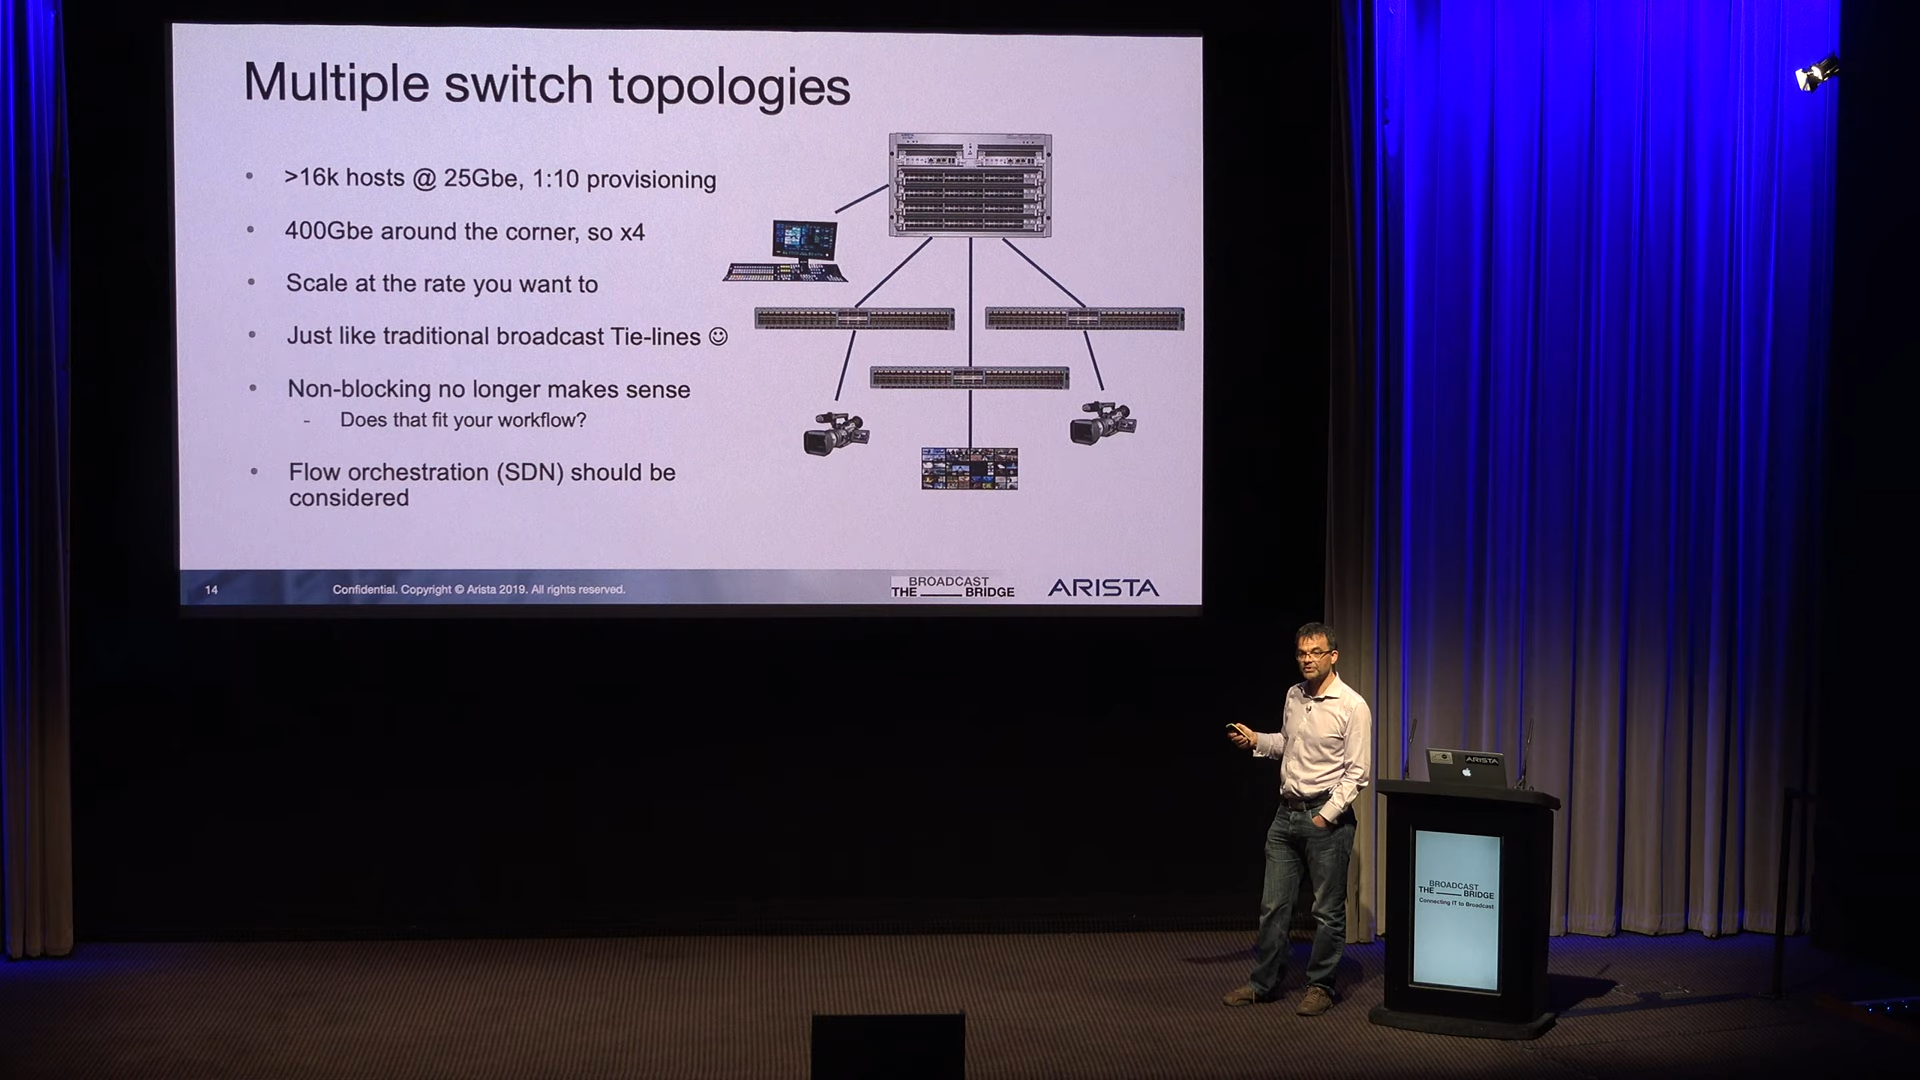 Multiple switch topologies
• >16k hosts @ 25Gbe, 1:10 provisioning
• 400Gbe around the corner, so x4
• Scale at the rate you want to
• Just like traditional broadcast Tie-lines ☺
• Non-blocking no longer makes sense
- Does that fit your workflow?
• Flow orchestration (SDN) should be
considered
14
Confidential. Copyright © Arista 2019. All rights reserved.
BROADCAST
THE ____ BRIDGE
ARISTA
ARISTA
BROADCAST
THE ____ BRIDGE
Connecting IT to Broadcast